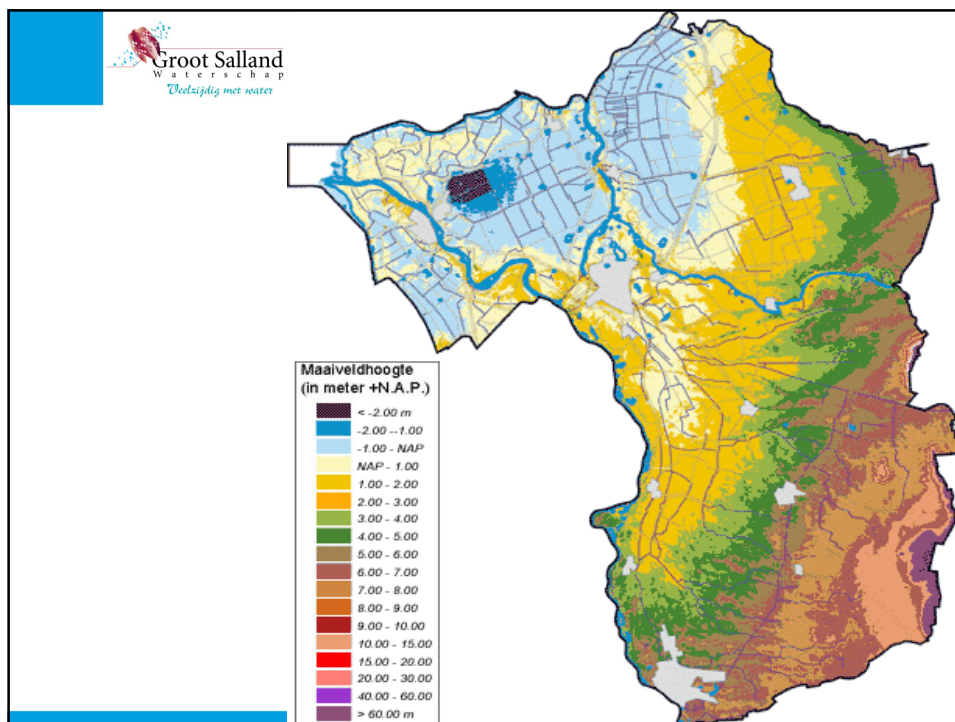 Groot Salland
Waterschap
Veelzijdig met water
Maaiveldhoogte
(in meter +N.A.P.)
< -2.00 m
-2.00 --1.00
-1.00 - NAP
NAP - 1.00
1.00 - 2.00
2.00 - 3.00
3.00 - 4.00
4.00 - 5.00
5.00 - 6.00
6.00 - 7.00
7.00 - 8.00
8.00 - 9.00
9.00 - 10.00
10.00 - 15.00
15.00 - 20.00
20.00 - 30.00
40.00 - 60.00
> 60.00 m